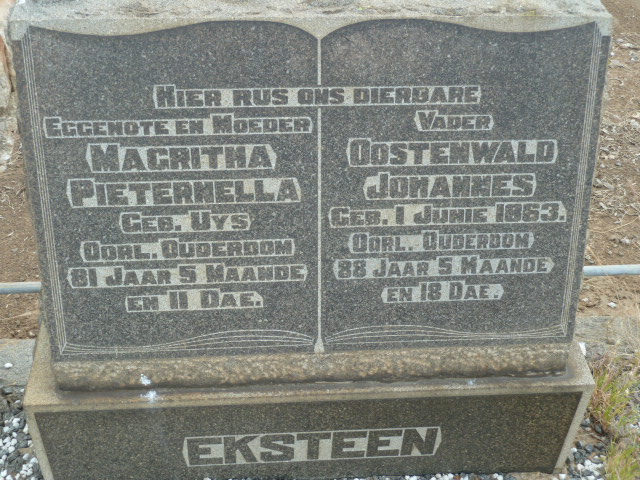 HIER RUS ONS DIERBARE
EGGENOTE EN MOEDER
MAGRITHA
PIETERNELLA
GEB. UYS
OORL. OUDERDOM
81 JAAR 5 MAANDE
EN 11 DAE.
VADER
OOSTENWALD
JOHANNES
GEB. 1 JUNIE 1863.
OORL. OUDERDOM
88 JAAR 5 MAANDE
EN 18 DAE.
EKSTEEN